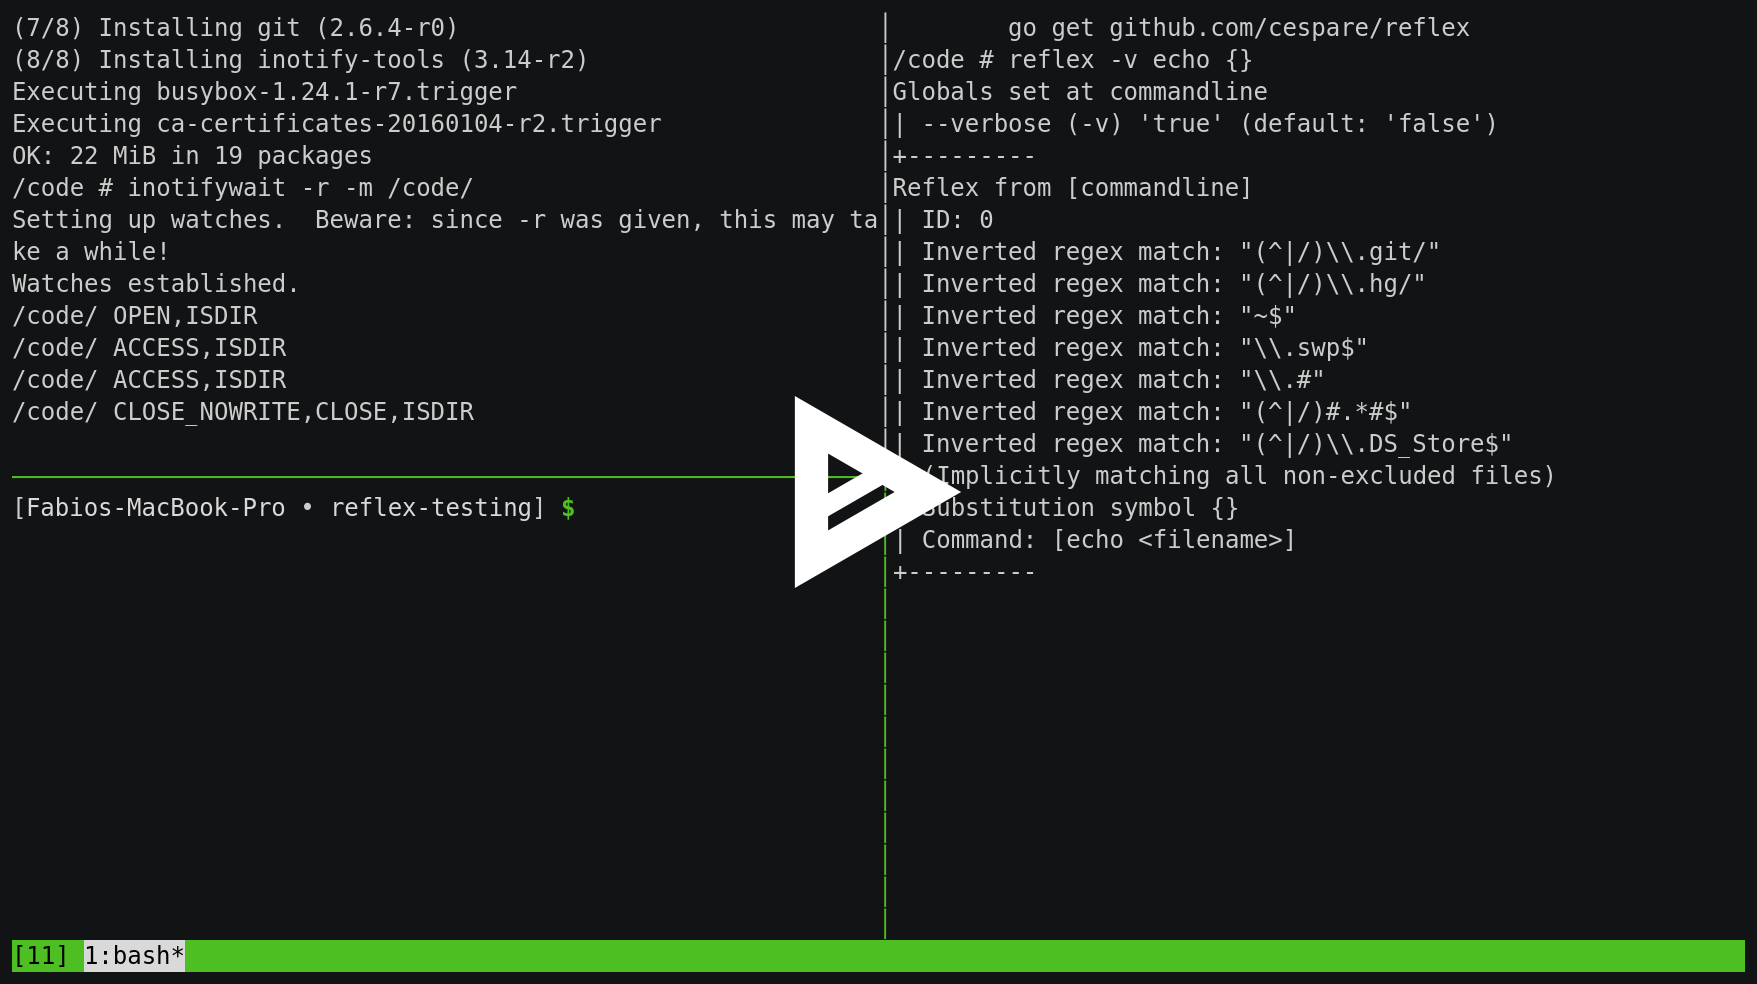 (7/8) Installing git (2.6.4-r0)
(8/8) Installing inotify-tools (3.14-r2)
Executing busybox-1.24.1-r7.trigger
Executing ca-certificates-20160104-r2.trigger
OK: 22 MiB in 19 packages
/code # inotifywait -r -m /code/
Setting up watches.  Beware: since -r was given, this may ta
ke a while!
Watches established.
/code/ OPEN,ISDIR
/code/ ACCESS,ISDIR
/code/ ACCESS,ISDIR
/code/ CLOSE_NOWRITE,CLOSE,ISDIR
[Fabios-MacBook-Pro • reflex-testing] $
go get github.com/cespare/reflex
/code # reflex -v echo {}
Globals set at commandline
| --verbose (-v) 'true' (default: 'false')
+---------
Reflex from [commandline]
| ID: 0
| Inverted regex match: "(^|/)\\.git/"
| Inverted regex match: "(^|/)\\.hg/"
| Inverted regex match: "~$"
| Inverted regex match: "\\.swp$"
| Inverted regex match: "\\.#"
| Inverted regex match: "(^|/)#.*#$"
| Inverted regex match: "(^|/)\\.DS_Store$"
(Implicitly matching all non-excluded files)
Substitution symbol {}
| Command: [echo <filename>]
+---------
[11] 1:bash*